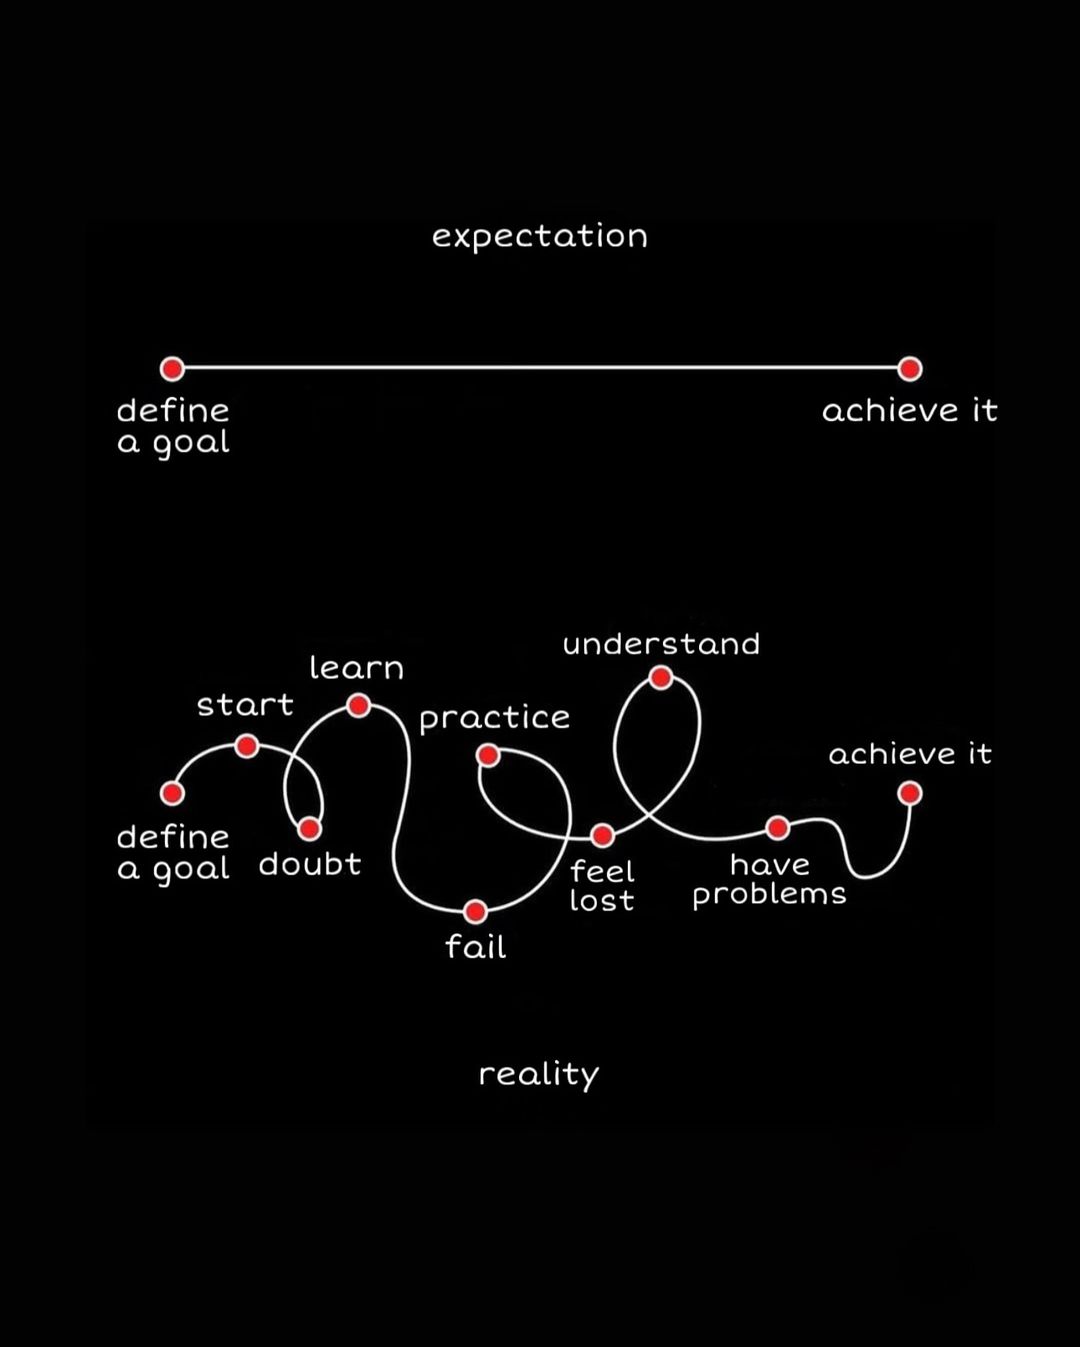 expectation
define
a goal
achieve it
understand
learn
start
practice
achieve it
define
a goal
doubt
feel
lost
have
problems
fail
reality